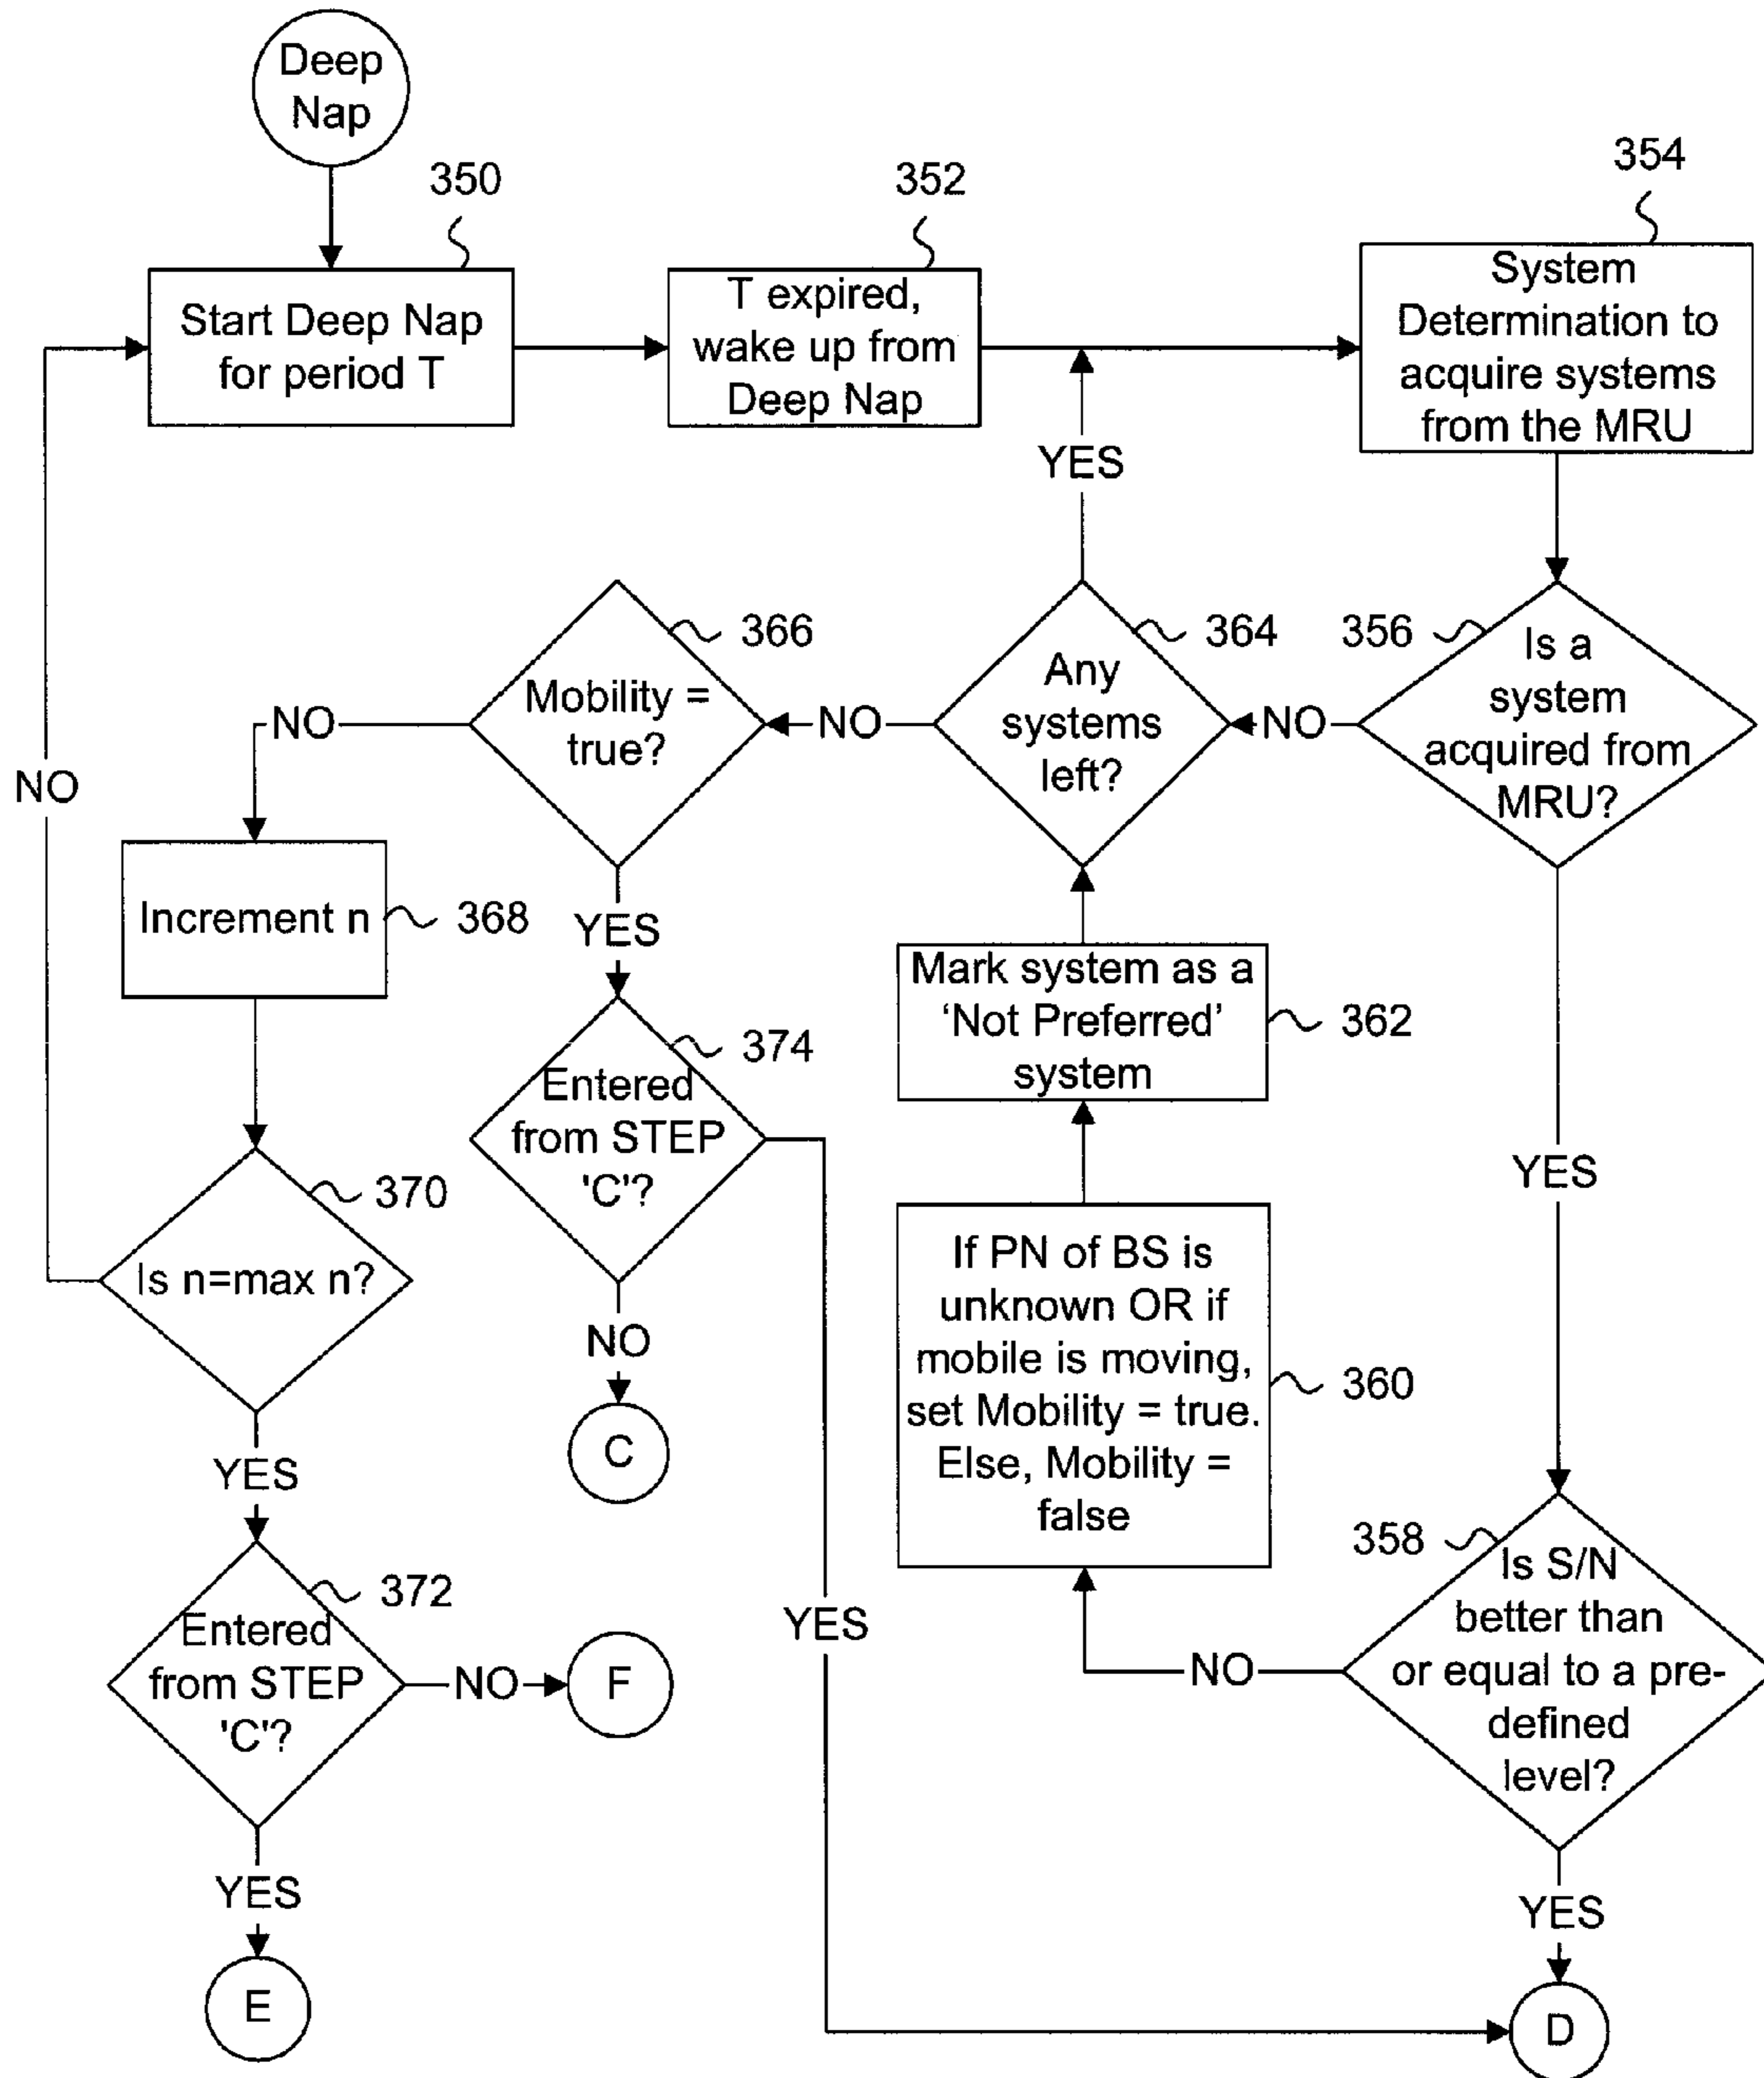 Deep
Nap
350
352
354
Start Deep Nap
for period T
T expired,
wake up from
Deep Nap
System
Determination to
acquire systems
from the MRU
YES
366
364
356
Mobility =
true?
Any
systems
left?
Is a
system
acquired from
MRU?
NO
NO
NO
NO
Increment n
368
YES
Mark system as a
‘Not Preferred’
system
362
374
Entered
from STEP
'C'?
YES
370
Is n=max n?
If PN of BS is
unknown OR if
mobile is moving,
set Mobility = true.
Else, Mobility =
false
360
NO
C
YES
358
Is S/N
better than
or equal to a pre-
defined
level?
372
Entered
from STEP
'C'?
NO
F
YES
NO
YES
YES
E
D